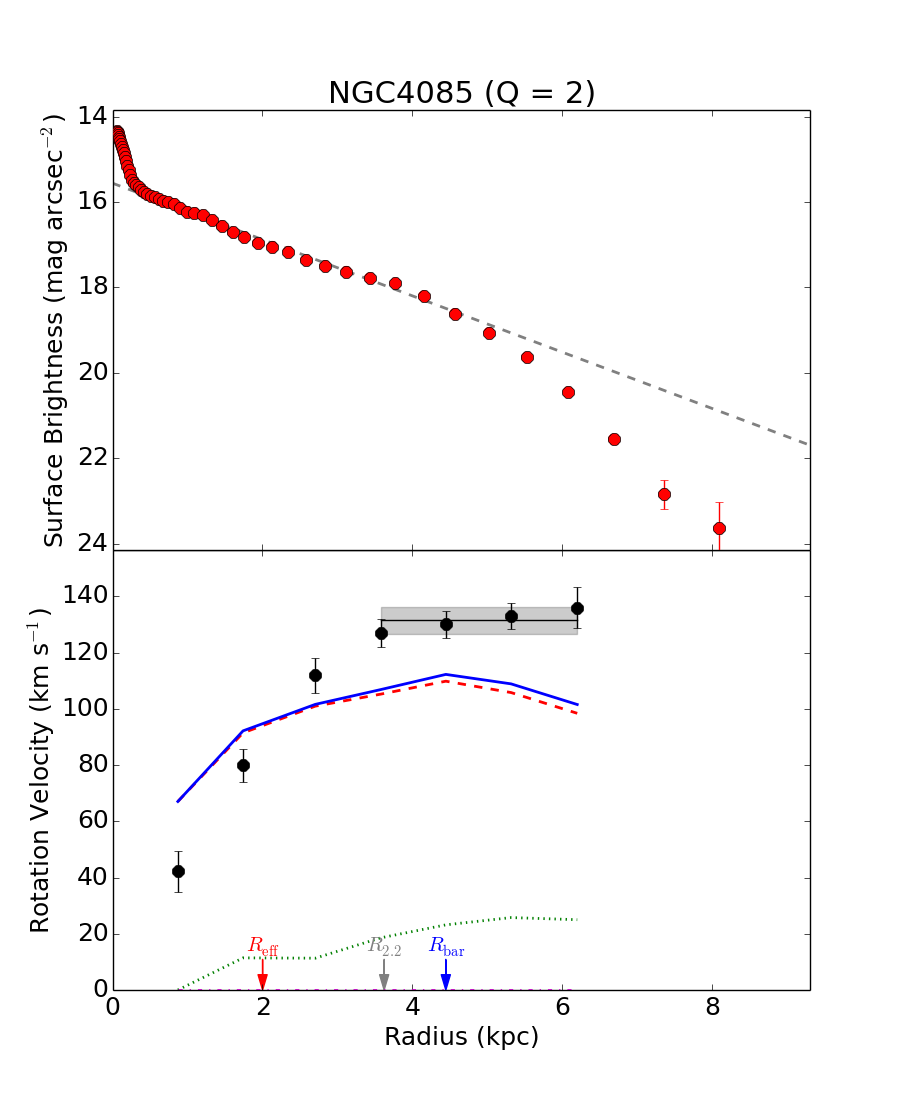 NGC4085 (Q = 2)
14
16
18
20
22
24
Surface Brightness (mag arcsec⁻²)
140
120
100
80
60
40
20
0
Rotation Velocity (km s⁻¹)
R_eff R_2.2 R_bar
0 2 4 6 8
Radius (kpc)